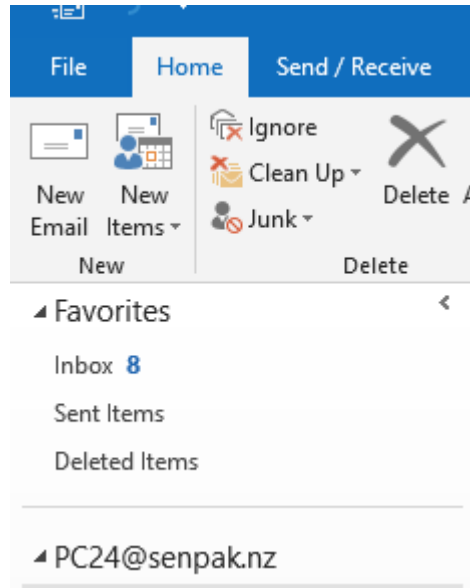 File Home Send / Receive
Ignore
Clean Up
Junk
New Email
New Items
Delete
New
Delete
Favorites
Inbox 8
Sent Items
Deleted Items
PC24@senpak.nz